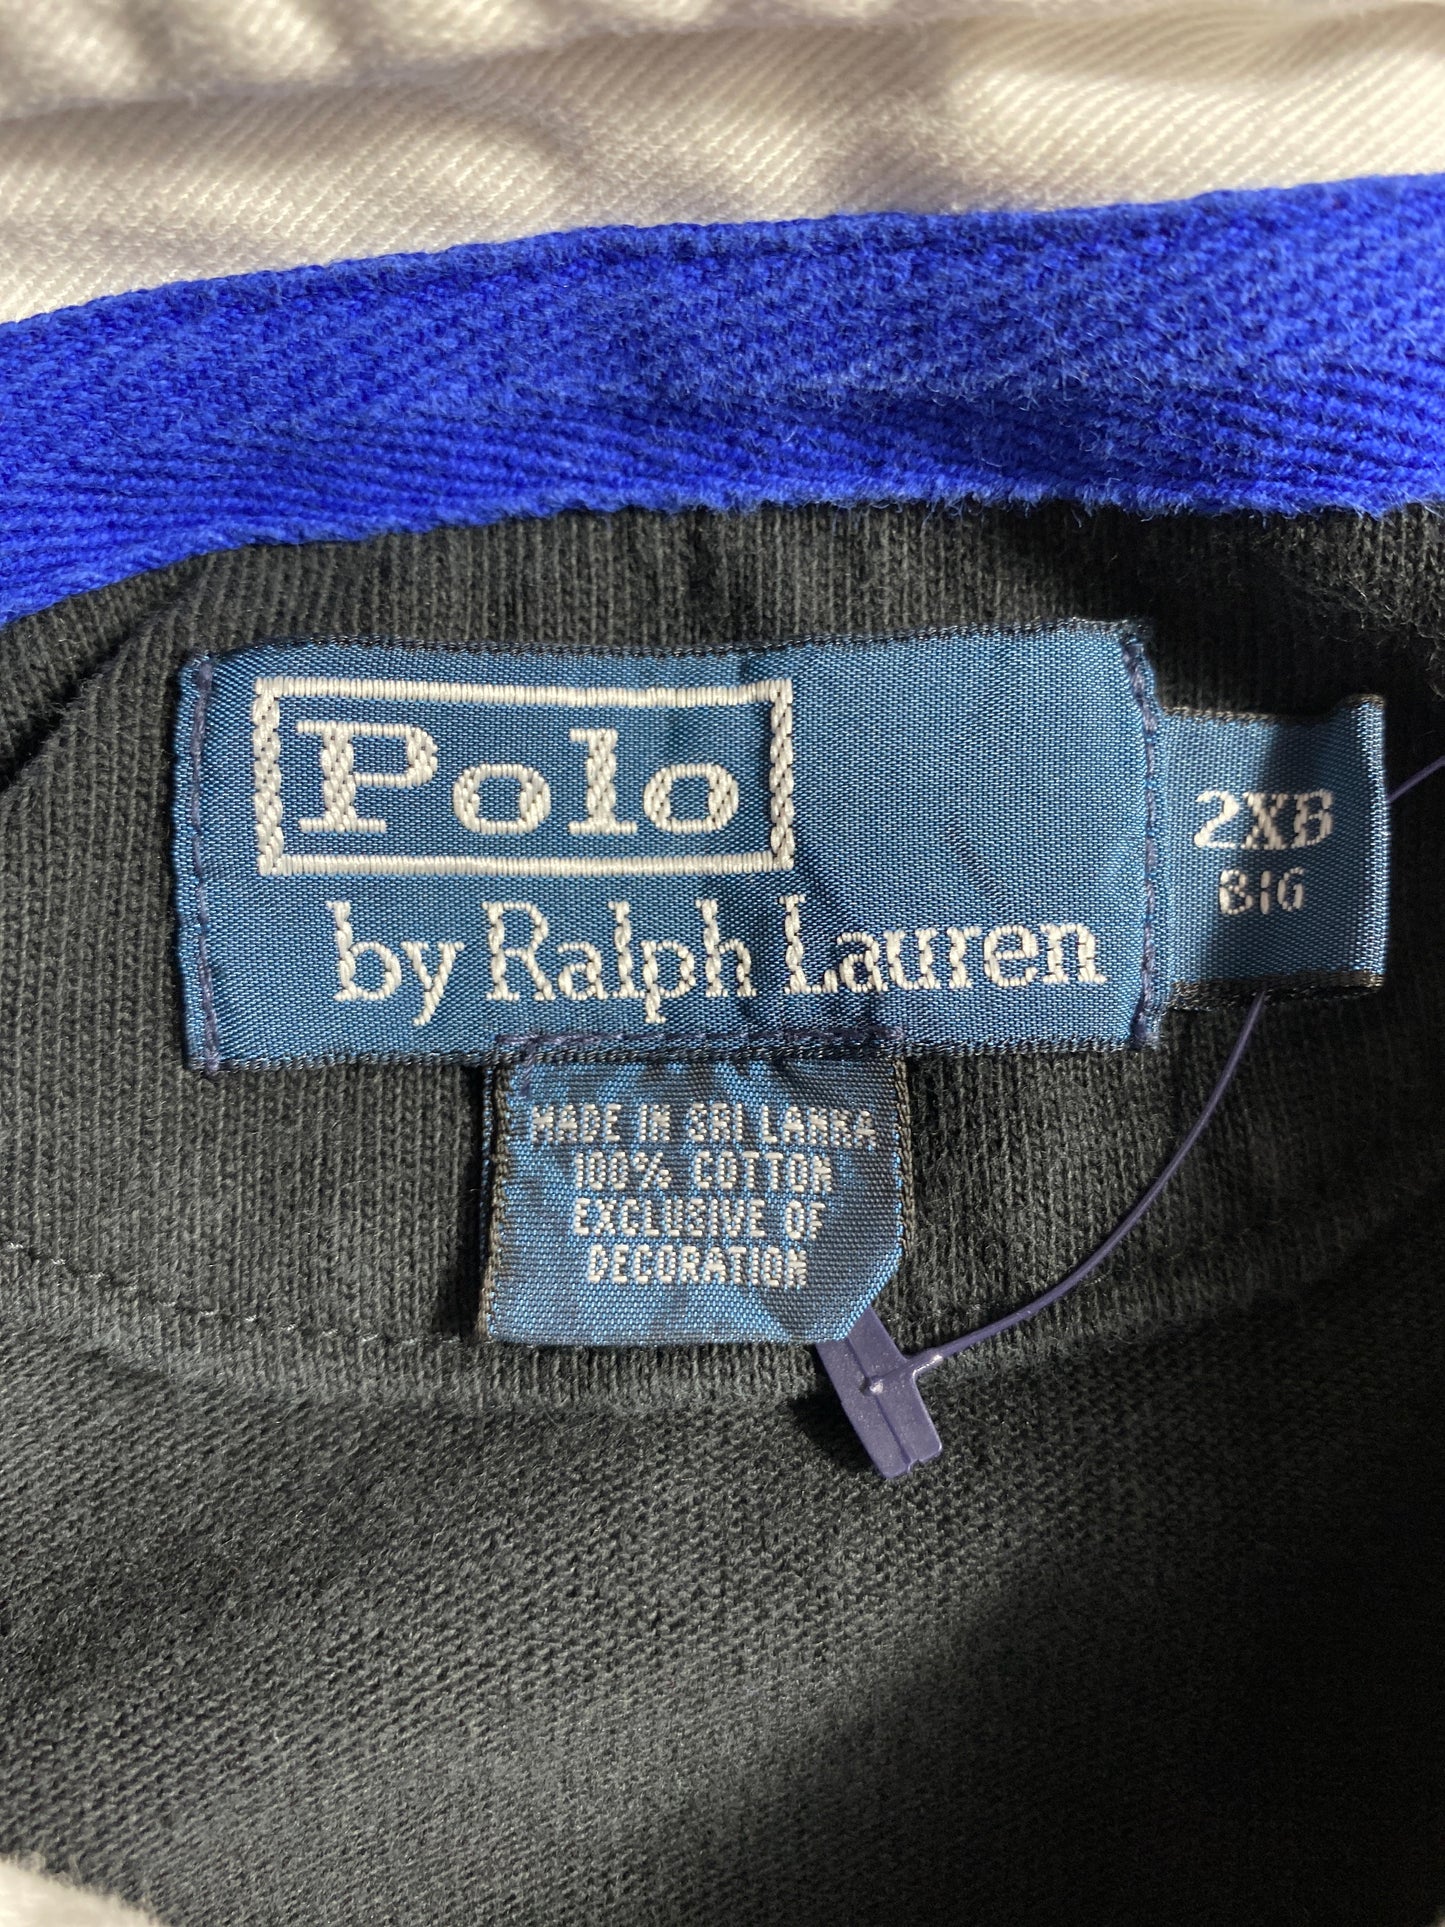 Polo
by Ralph Lauren
2XB
BIG
MADE IN SRI LANKA
100% COTTON
EXCLUSIVE OF
DECORATION